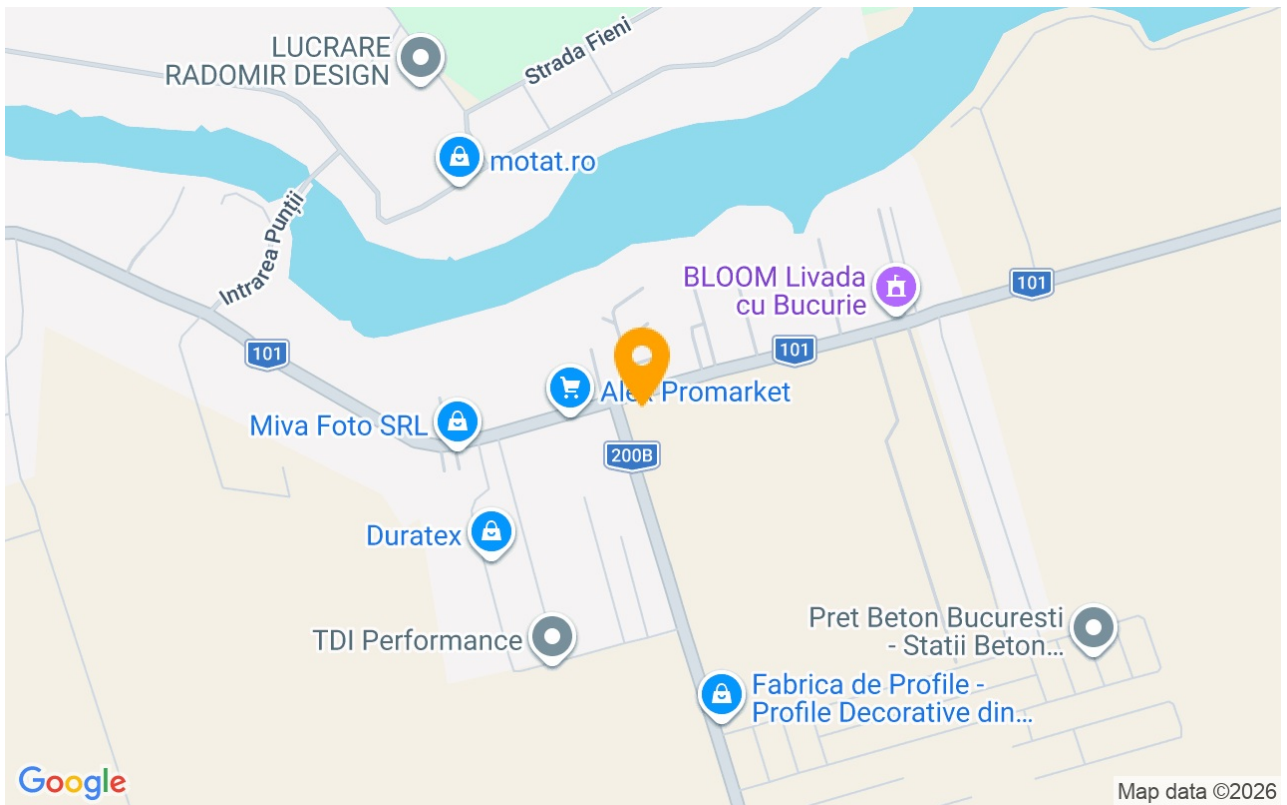 LUCRARE
RADOMIR DESIGN
Strada Fieni
motat.ro
Intrarea Punții
BLOOM Livada
cu Bucurie
101
101
101
Alex Promarket
Miva Foto SRL
200B
Duratex
TDI Performance
Pret Beton Bucuresti
- Statii Beton...
Fabrica de Profile -
Profile Decorative din...
Google
Map data ©2026